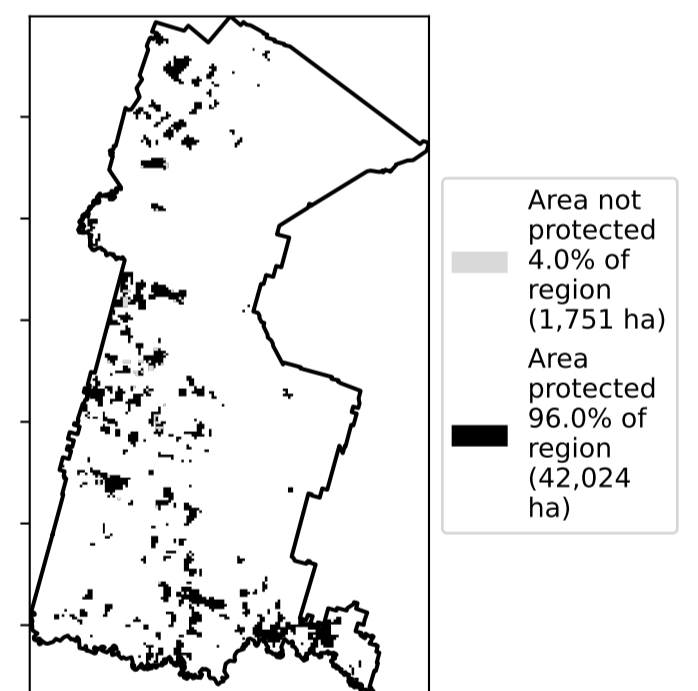 Area not
protected
4.0% of
region
(1,751 ha)
Area
protected
96.0% of
region
(42,024
ha)